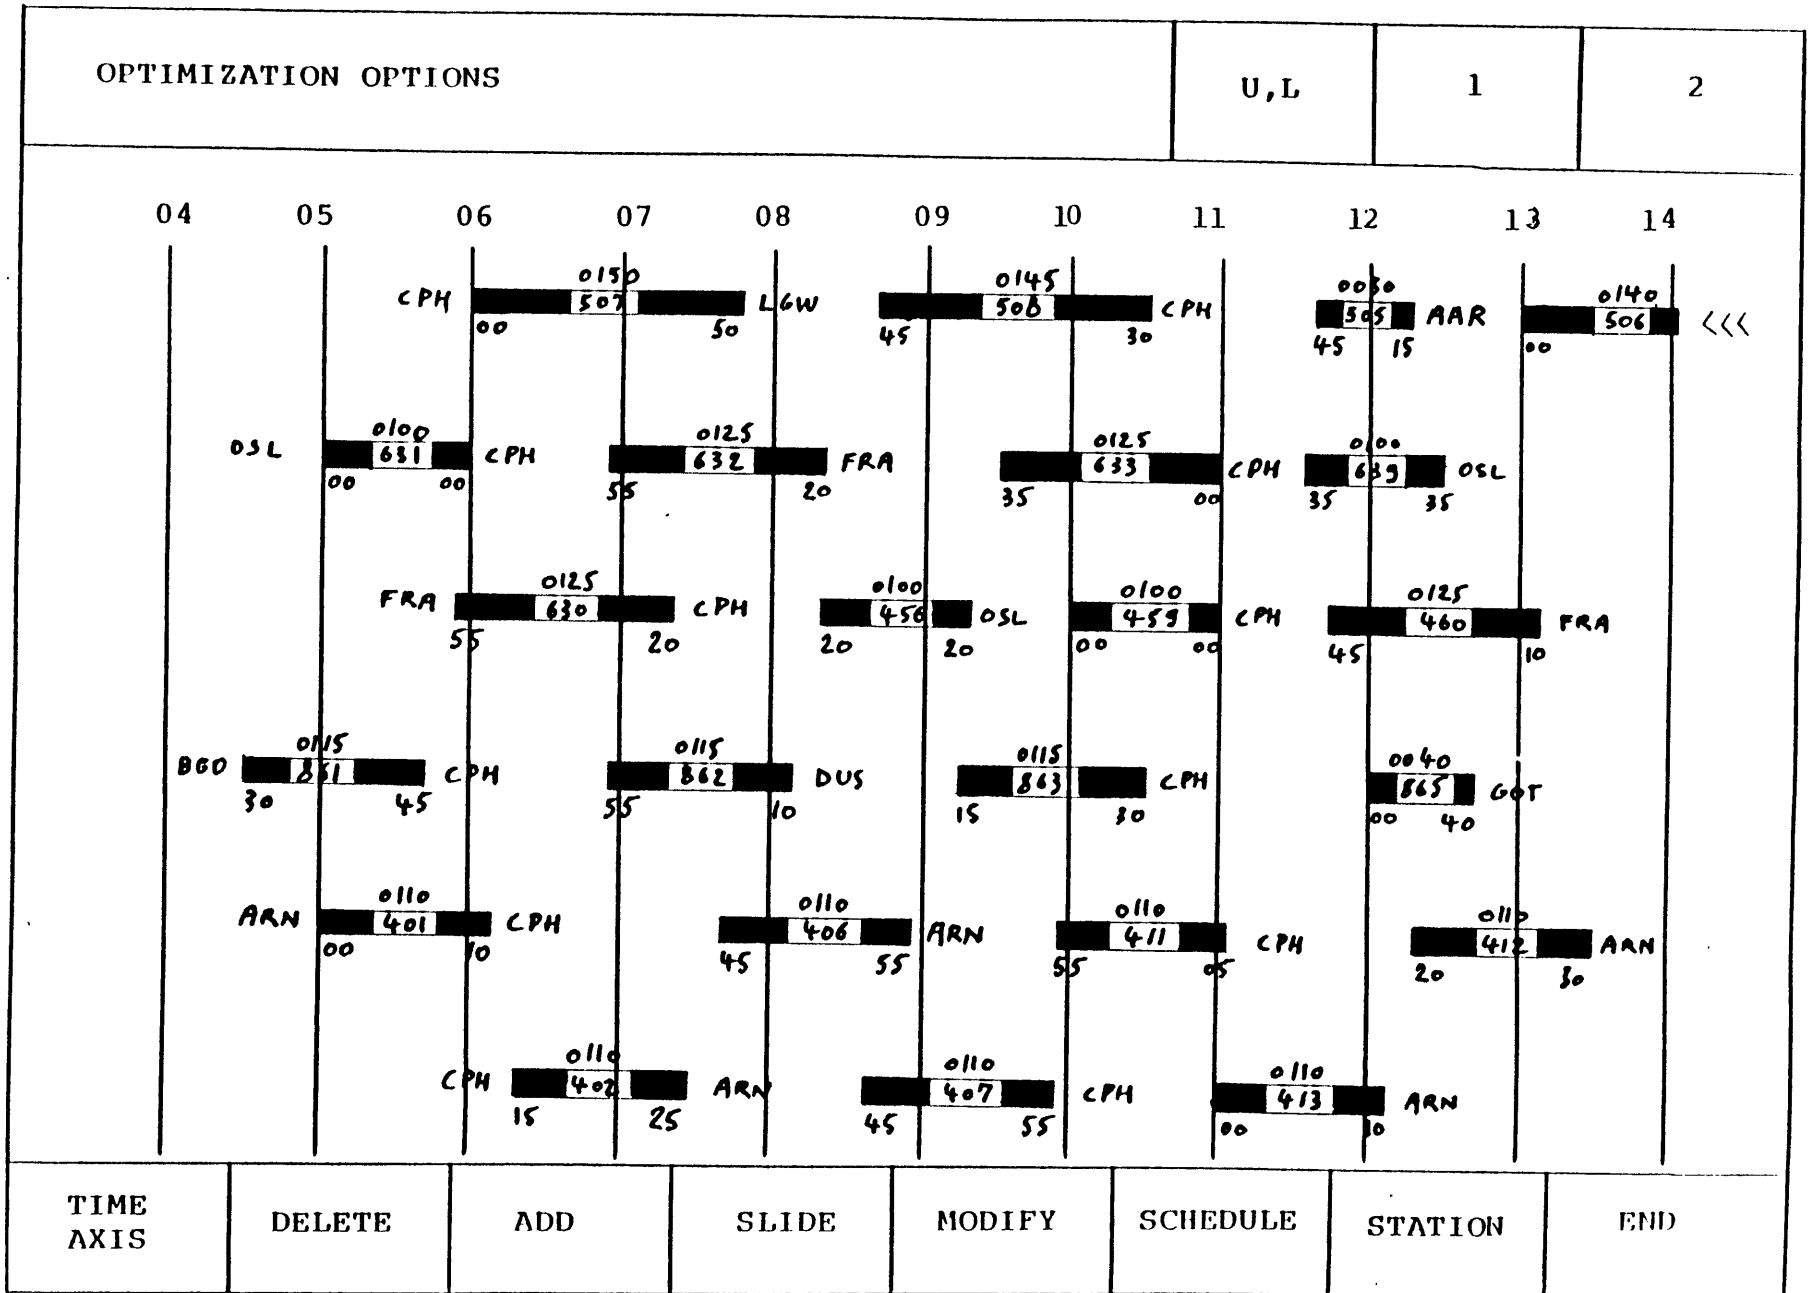 OPTIMIZATION OPTIONS U,L 1 2
04 05 06 07 08 09 10 11 12 13 14
0150 0145 0030 0140
CPH 507 LGW 508 CPH 505 AAR 506 <<<
00 50 45 30 45 15 00
0100 0125 0125 0100
OSL 631 CPH 632 FRA 633 CPH 639 OSL
00 00 55 20 35 00 35 35
0125 0100 0100 0125
FRA 630 CPH 456 OSL 459 CPH 460 FRA
55 20 20 20 00 00 45 10
0115 0115 0115 0040
BGO 861 CPH 862 DUS 863 CPH 865 GOT
30 45 55 10 15 30 00 40
0110 0110 0110 0110
ARN 401 CPH 406 ARN 411 CPH 412 ARN
00 10 45 55 55 05 20 30
0110 0110 0110
CPH 402 ARN 407 CPH 413 ARN
15 25 45 55 00 10
TIME AXIS DELETE ADD SLIDE MODIFY SCHEDULE STATION END